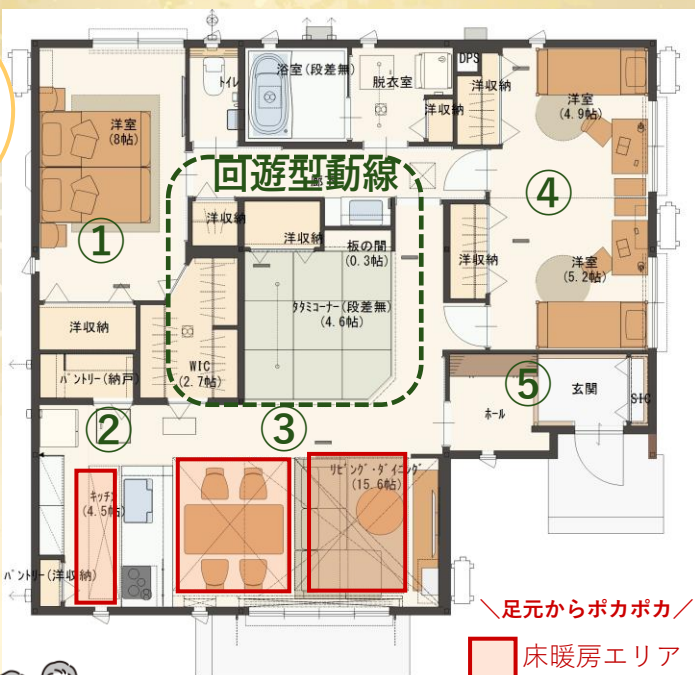 トイレ
浴室(段差無)
脱衣室
洋収納
DPS
洋収納
洋室
(4.9帖)
洋室
(8帖)
回遊型動線
①
洋収納
洋収納
板の間
(0.3帖)
タタミコーナー(段差無)
(4.6帖)
洋収納
④
洋室
(5.2帖)
洋収納
WIC
(2.7帖)
パントリー(納戸)
②
③
ホール
⑤
玄関
SIC
キッチン
(4.5帖)
リビング・ダイニング
(15.6帖)
パントリー(洋収納)
＼足元からポカポカ／
床暖房エリア